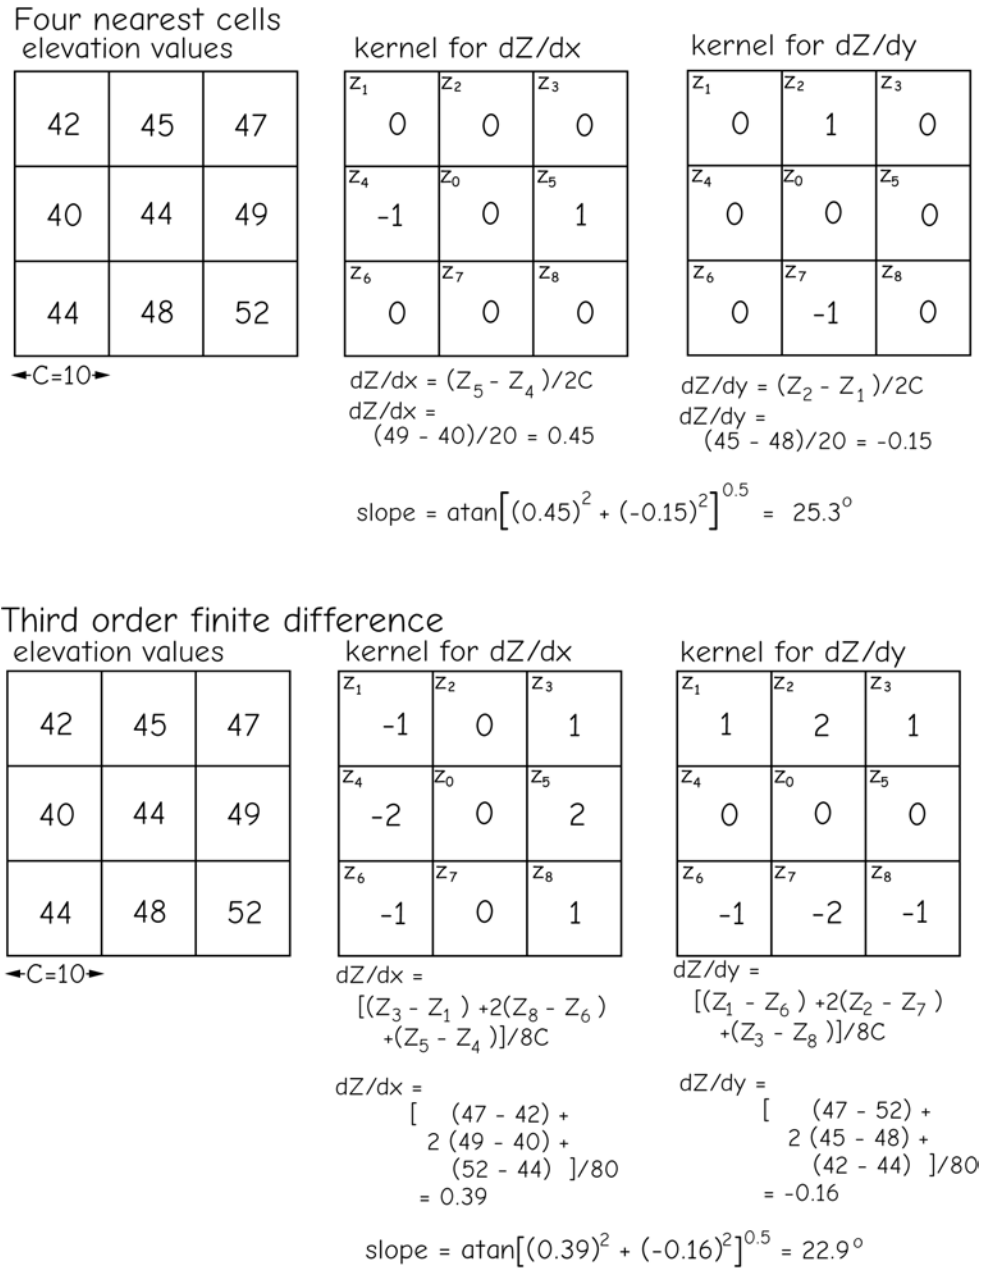 Four nearest cells
elevation values
kernel for dZ/dx
kernel for dZ/dy
42 45 47
40 44 49
44 48 52
C=10
Z1 Z2 Z3
0 0 0
Z4 Z0 Z5
-1 0 1
Z6 Z7 Z8
0 0 0
Z1 Z2 Z3
0 1 0
Z4 Z0 Z5
0 0 0
Z6 Z7 Z8
0 -1 0
dZ/dx = (Z5 - Z4)/2C
dZ/dx =
(49 - 40)/20 = 0.45
dZ/dy = (Z2 - Z1)/2C
dZ/dy =
(45 - 48)/20 = -0.15
slope = atan[(0.45)^2 + (-0.15)^2]^0.5 = 25.3°
Third order finite difference
elevation values
kernel for dZ/dx
kernel for dZ/dy
42 45 47
40 44 49
44 48 52
C=10
Z1 Z2 Z3
-1 0 1
Z4 Z0 Z5
-2 0 2
Z6 Z7 Z8
-1 0 1
Z1 Z2 Z3
1 2 1
Z4 Z0 Z5
0 0 0
Z6 Z7 Z8
-1 -2 -1
dZ/dx =
[(Z3 - Z1) +2(Z8 - Z6)
+(Z5 - Z4)]/8C
dZ/dx =
[ (47 - 42) +
2 (49 - 40) +
(52 - 44) ]/80
= 0.39
dZ/dy =
[(Z1 - Z6) +2(Z2 - Z7)
+(Z3 - Z8)]/8C
dZ/dy =
[ (47 - 52) +
2 (45 - 48) +
(42 - 44) ]/80
= -0.16
slope = atan[(0.39)^2 + (-0.16)^2]^0.5 = 22.9°